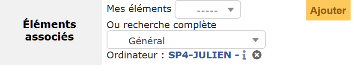 Éléments associés
Mes éléments -----
Ajouter
Ou recherche complète
Général
Ordinateur : SP4-JULIEN - i